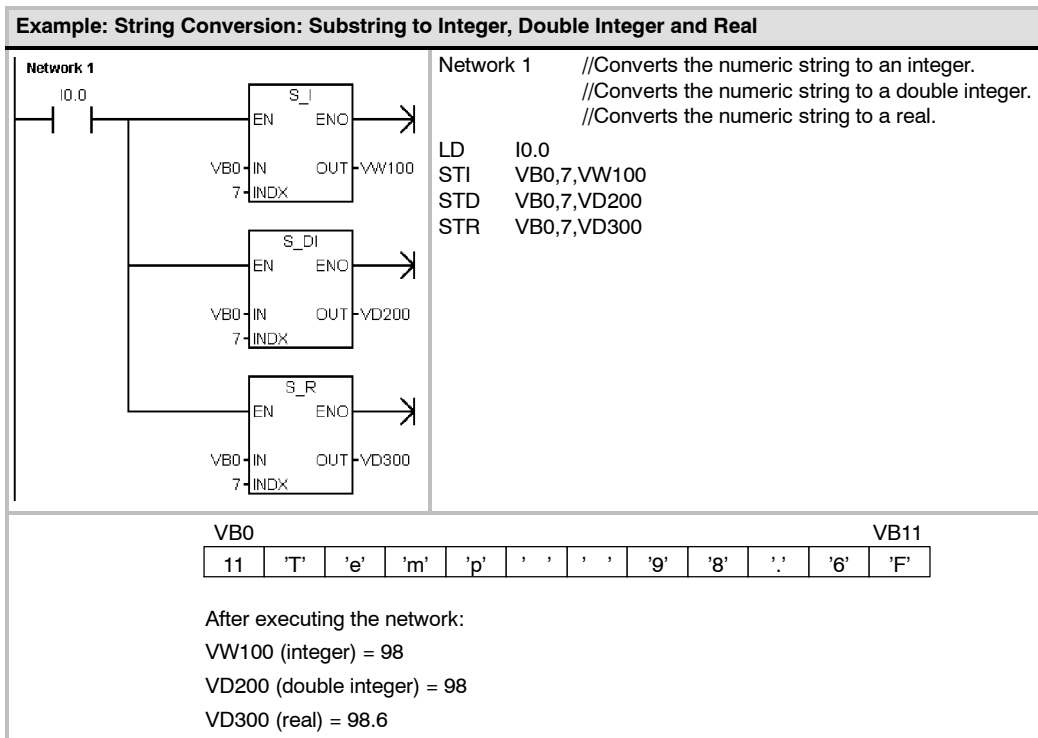 Example: String Conversion: Substring to Integer, Double Integer and Real
Network 1
I0.0
S_I
EN ENO
VB0 IN OUT VW100
7 INDX
S_DI
EN ENO
VB0 IN OUT VD200
7 INDX
S_R
EN ENO
VB0 IN OUT VD300
7 INDX
Network 1 //Converts the numeric string to an integer.
//Converts the numeric string to a double integer.
//Converts the numeric string to a real.
LD I0.0
STI VB0,7,VW100
STD VB0,7,VD200
STR VB0,7,VD300
VB0 VB11
11 ’T’ ’e’ ’m’ ’p’ ’ ’ ’ ’ ’9’ ’8’ ’.’ ’6’ ’F’
After executing the network:
VW100 (integer) = 98
VD200 (double integer) = 98
VD300 (real) = 98.6